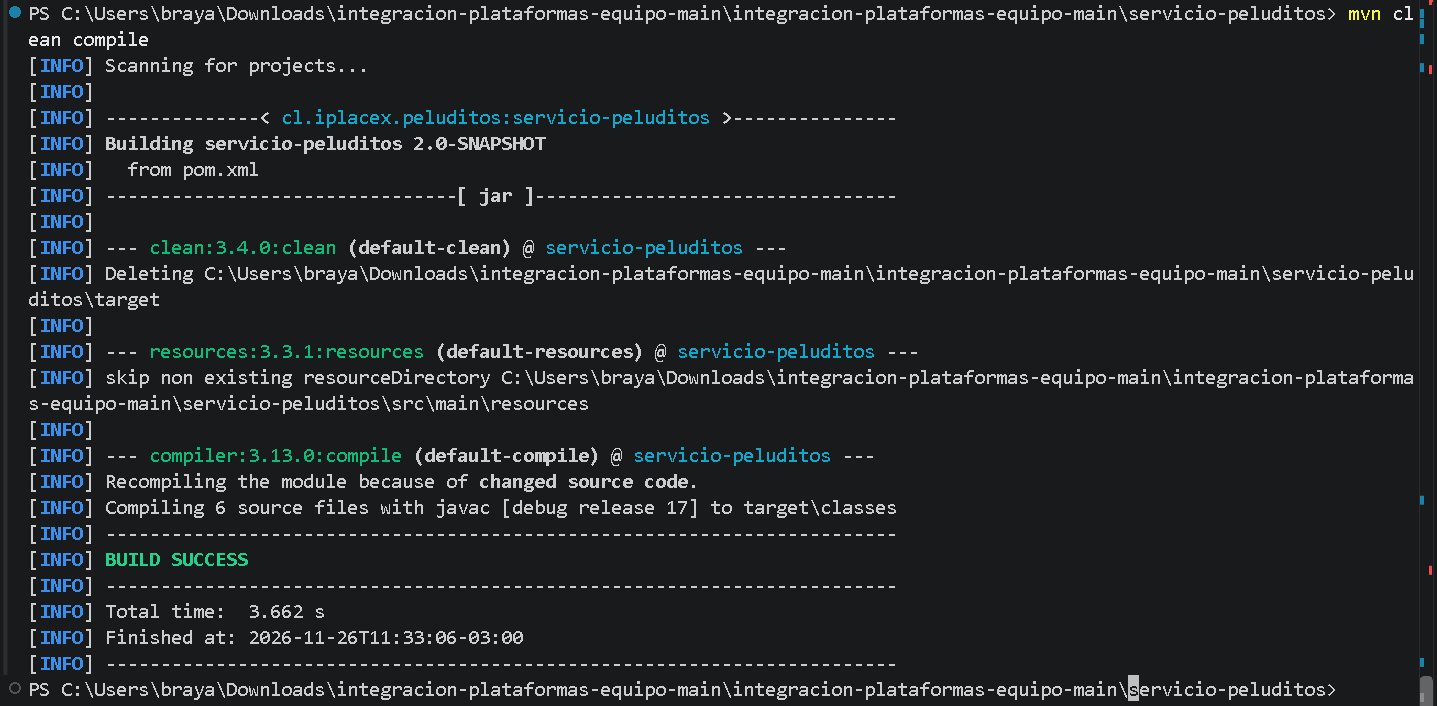 PS C:\Users\braya\Downloads\integracion-plataformas-equipo-main\integracion-plataformas-equipo-main\servicio-peluditos> mvn cl
ean compile
[INFO] Scanning for projects...
[INFO]
[INFO] --------------< cl.iplacex.peluditos:servicio-peluditos >---------------
[INFO] Building servicio-peluditos 2.0-SNAPSHOT
[INFO]   from pom.xml
[INFO] --------------------------------[ jar ]---------------------------------
[INFO]
[INFO] --- clean:3.4.0:clean (default-clean) @ servicio-peluditos ---
[INFO] Deleting C:\Users\braya\Downloads\integracion-plataformas-equipo-main\integracion-plataformas-equipo-main\servicio-pelu
ditos\target
[INFO]
[INFO] --- resources:3.3.1:resources (default-resources) @ servicio-peluditos ---
[INFO] skip non existing resourceDirectory C:\Users\braya\Downloads\integracion-plataformas-equipo-main\integracion-plataforma
s-equipo-main\servicio-peluditos\src\main\resources
[INFO]
[INFO] --- compiler:3.13.0:compile (default-compile) @ servicio-peluditos ---
[INFO] Recompiling the module because of changed source code.
[INFO] Compiling 6 source files with javac [debug release 17] to target\classes
[INFO] ------------------------------------------------------------------------
[INFO] BUILD SUCCESS
[INFO] ------------------------------------------------------------------------
[INFO] Total time:  3.662 s
[INFO] Finished at: 2026-11-26T11:33:06-03:00
[INFO] ------------------------------------------------------------------------
PS C:\Users\braya\Downloads\integracion-plataformas-equipo-main\integracion-plataformas-equipo-main\servicio-peluditos>